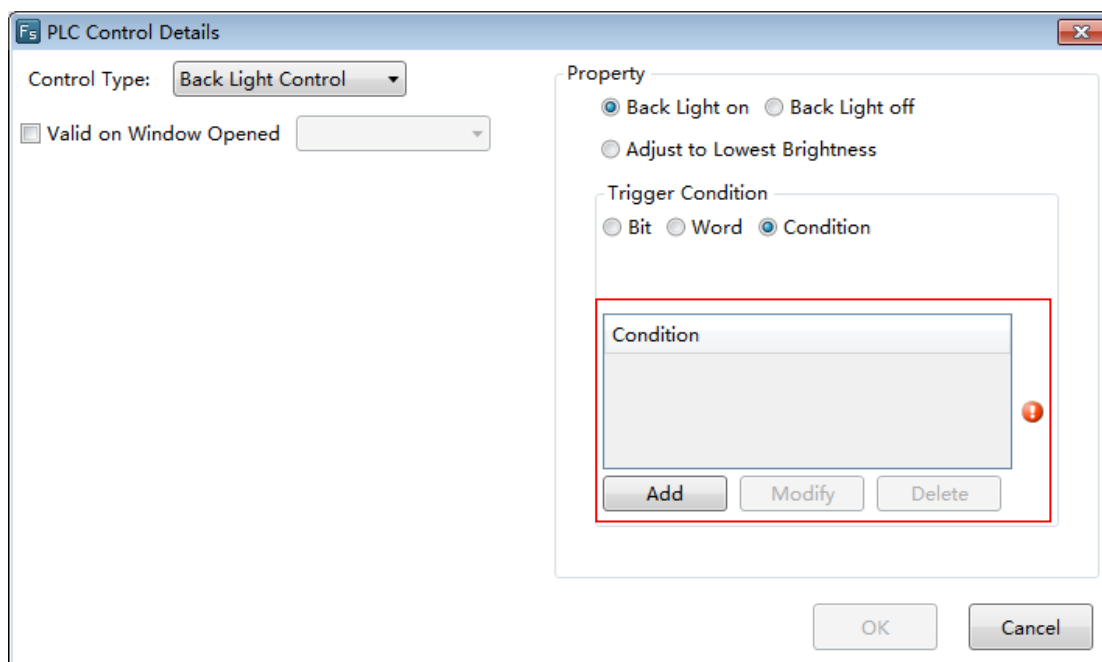 Fs PLC Control Details
Control Type: Back Light Control
Valid on Window Opened
Property
Back Light on Back Light off
Adjust to Lowest Brightness
Trigger Condition
Bit Word Condition
Condition
Add Modify Delete
OK Cancel